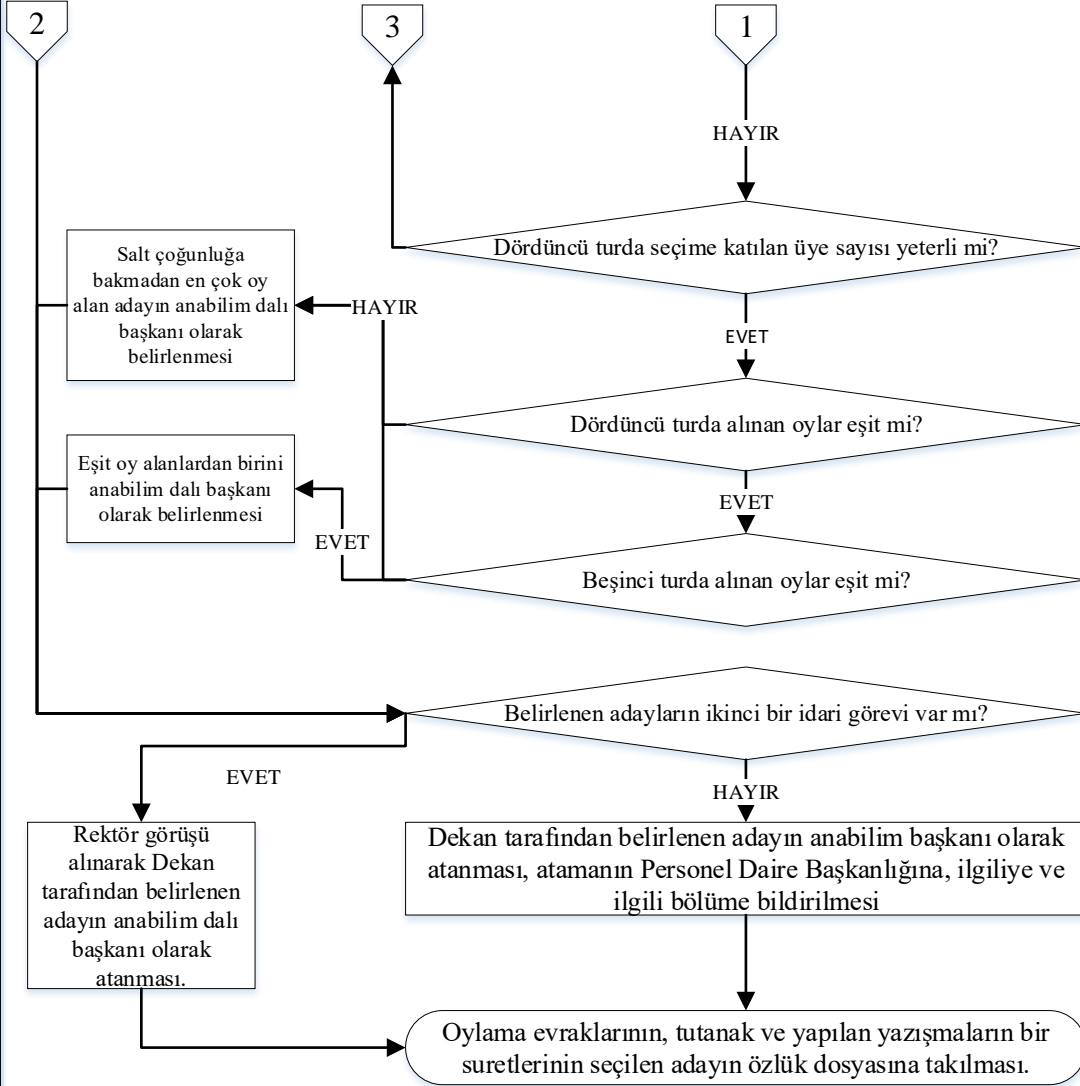 2
3
1
HAYIR
Dördüncü turda seçime katılan üye sayısı yeterli mi?
Salt çoğunluğa
bakmadan en çok oy
alan adayın anabilim dalı
başkanı olarak
belirlenmesi
HAYIR
EVET
Dördüncü turda alınan oylar eşit mi?
Eşit oy alanlardan birini
anabilim dalı başkanı
olarak belirlenmesi
EVET
EVET
Beşinci turda alınan oylar eşit mi?
Belirlenen adayların ikinci bir idari görevi var mı?
EVET
HAYIR
Rektör görüşü
alınarak Dekan
tarafından belirlenen
adayın anabilim dalı
başkanı olarak
atanması.
Dekan tarafından belirlenen adayın anabilim başkanı olarak
atanması, atamanın Personel Daire Başkanlığına, ilgiliye ve
ilgili bölüme bildirilmesi
Oylama evraklarının, tutanak ve yapılan yazışmaların bir
suretlerinin seçilen adayın özlük dosyasına takılması.